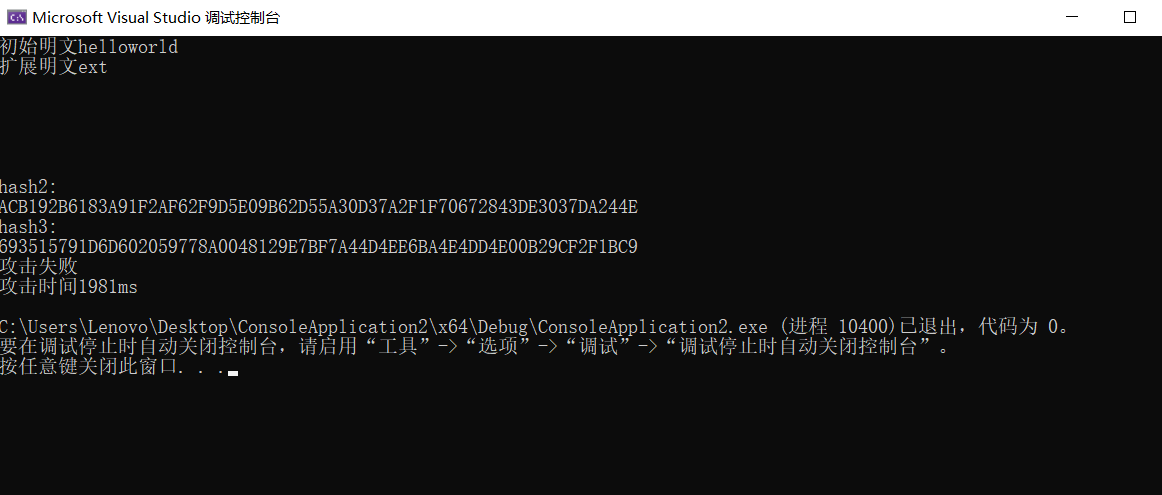 Microsoft Visual Studio 调试控制台
初始明文helloworld
扩展明文ext
hash2:
ACB192B6183A91F2AF62F9D5E09B62D55A30D37A2F1F70672843DE3037DA244E
hash3:
693515791D6D602059778A0048129E7BF7A44D4EE6BA4E4DD4E00B29CF2F1BC9
攻击失败
攻击时间1981ms
C:\Users\Lenovo\Desktop\ConsoleApplication2\x64\Debug\ConsoleApplication2.exe (进程 10400)已退出，代码为 0。
要在调试停止时自动关闭控制台，请启用“工具”->“选项”->“调试”->“调试停止时自动关闭控制台”。
按任意键关闭此窗口. . .